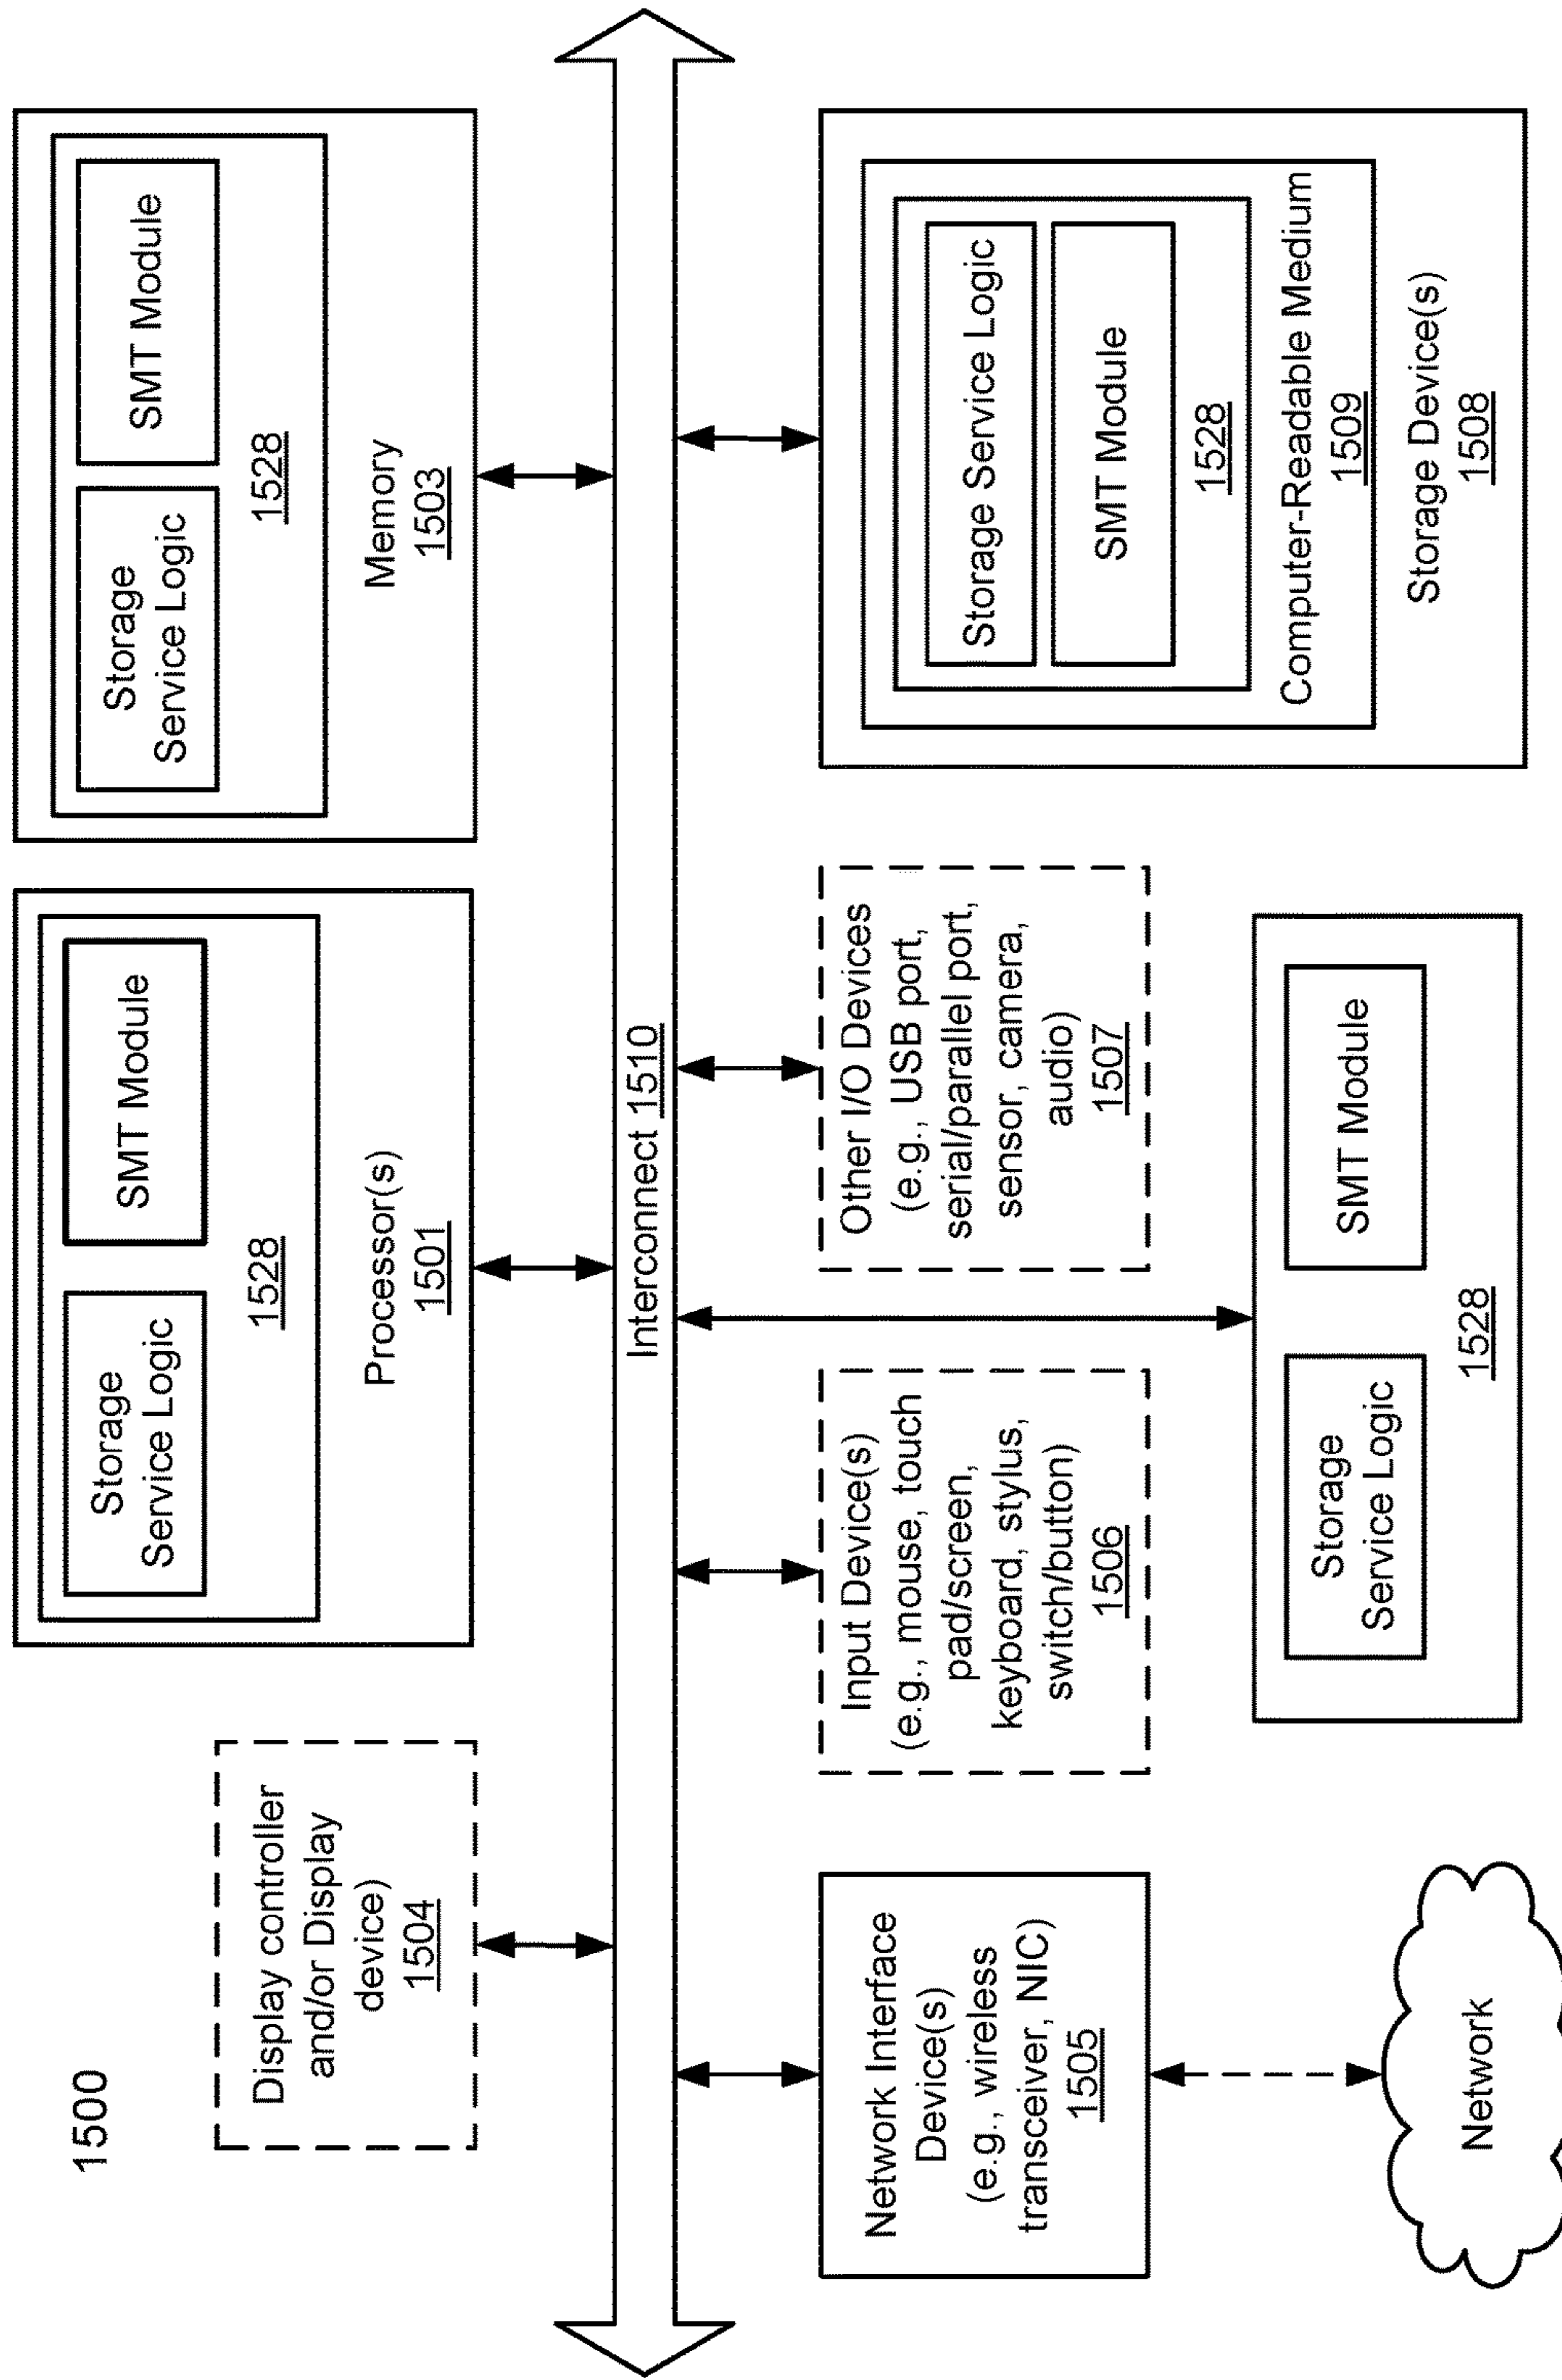 1500
Display controller
and/or Display
device)
1504
Storage
Service Logic
SMT Module
1528
Processor(s)
1501
Storage
Service Logic
SMT Module
1528
Memory
1503
Interconnect 1510
Network Interface
Device(s)
(e.g., wireless
transceiver, NIC)
1505
Input Device(s)
(e.g., mouse, touch
pad/screen,
keyboard, stylus,
switch/button)
1506
Other I/O Devices
(e.g., USB port,
serial/parallel port,
sensor, camera,
audio)
1507
Storage Service Logic
SMT Module
1528
Computer-Readable Medium
1509
Storage Device(s)
1508
Network
Storage
Service Logic
SMT Module
1528